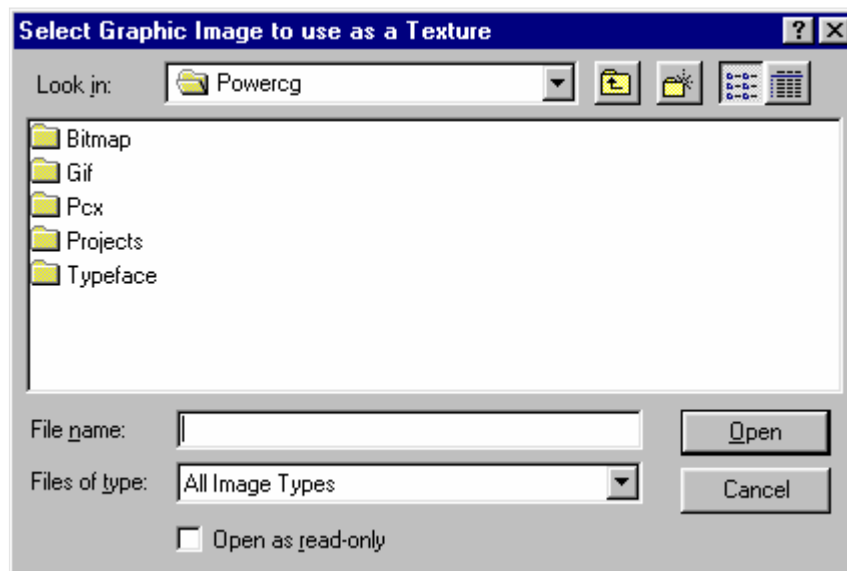 Select Graphic Image to use as a Texture ?
Look in: Powercg
Bitmap
Gif
Pcx
Projects
Typeface
File name: Open
Files of type: All Image Types Cancel
Open as read-only